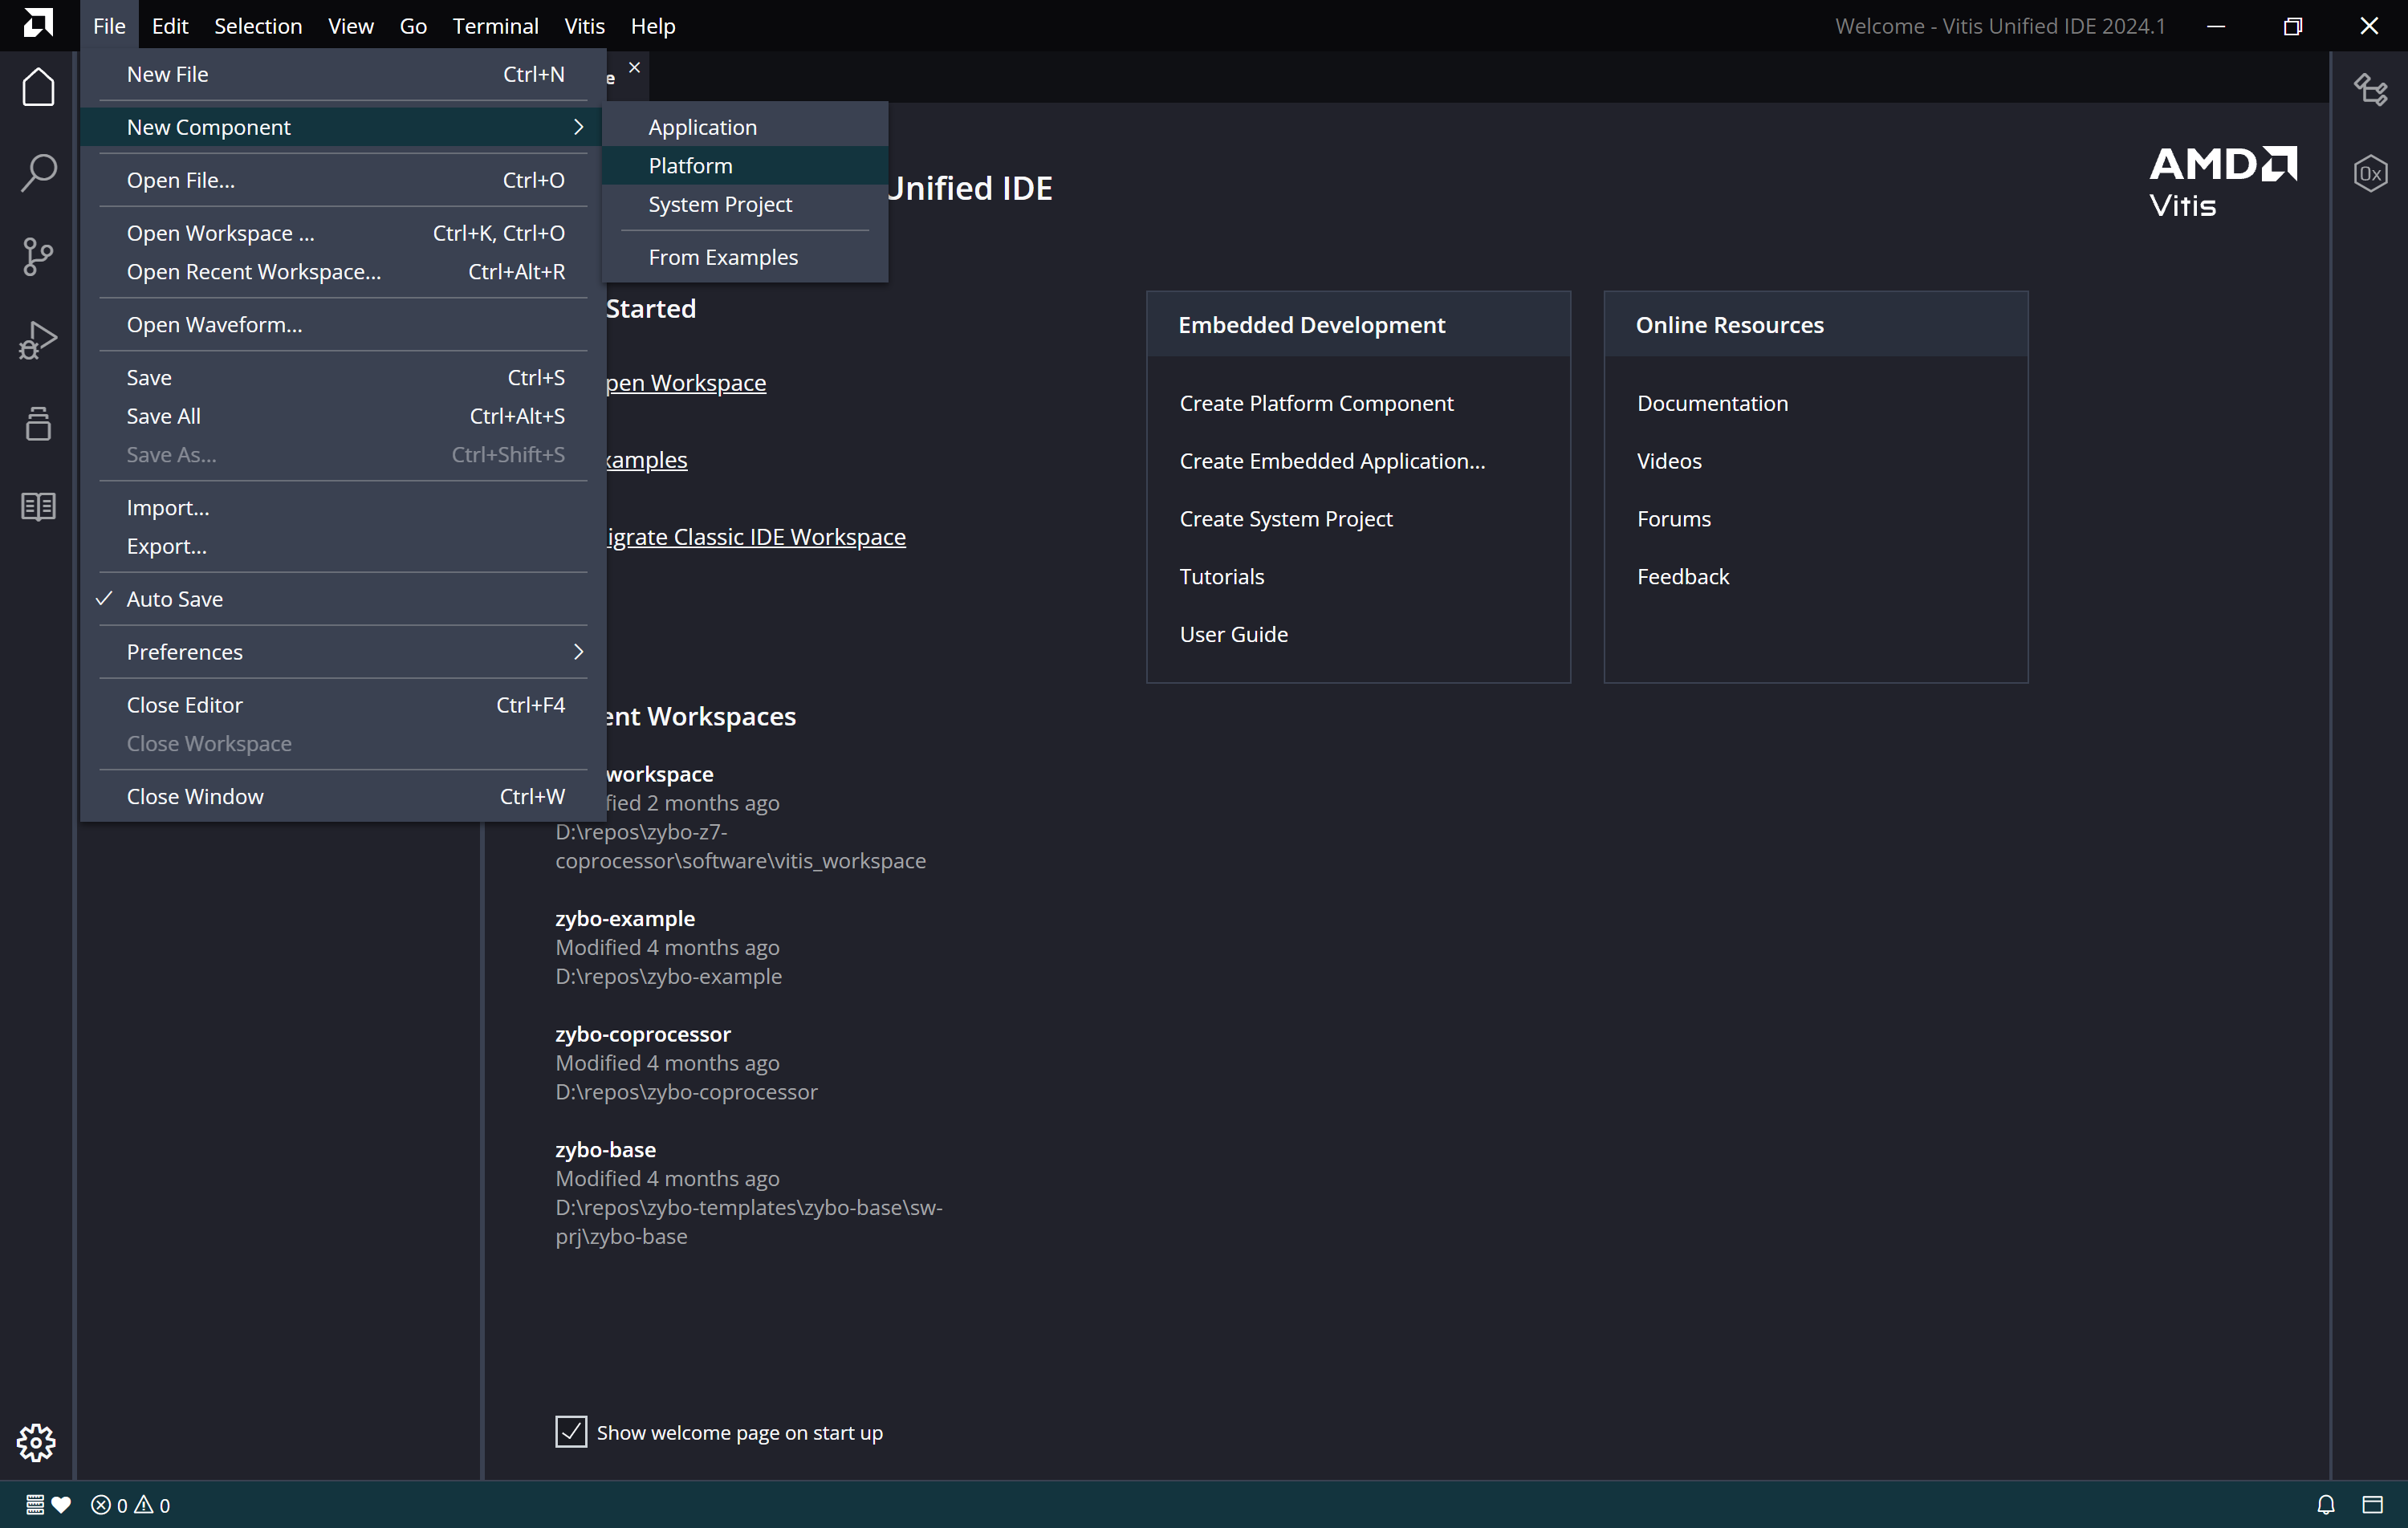 File Edit Selection View Go Terminal Vitis Help
Welcome - Vitis Unified IDE 2024.1
New File Ctrl+N
New Component
Open File... Ctrl+O
Open Workspace ... Ctrl+K, Ctrl+O
Open Recent Workspace... Ctrl+Alt+R
Open Waveform...
Save Ctrl+S
Save All Ctrl+Alt+S
Save As... Ctrl+Shift+S
Import...
Export...
Auto Save
Preferences
Close Editor Ctrl+F4
Close Workspace
Close Window Ctrl+W
Application
Platform
System Project
From Examples
Unified IDE
AMD
Vitis
0x
Started
pen Workspace
xamples
igrate Classic IDE Workspace
Embedded Development
Create Platform Component
Create Embedded Application...
Create System Project
Tutorials
User Guide
Online Resources
Documentation
Videos
Forums
Feedback
ent Workspaces
workspace
fied 2 months ago
D:\repos\zybo-z7-
coprocessor\software\vitis_workspace
zybo-example
Modified 4 months ago
D:\repos\zybo-example
zybo-coprocessor
Modified 4 months ago
D:\repos\zybo-coprocessor
zybo-base
Modified 4 months ago
D:\repos\zybo-templates\zybo-base\sw-
prj\zybo-base
Show welcome page on start up
0 0